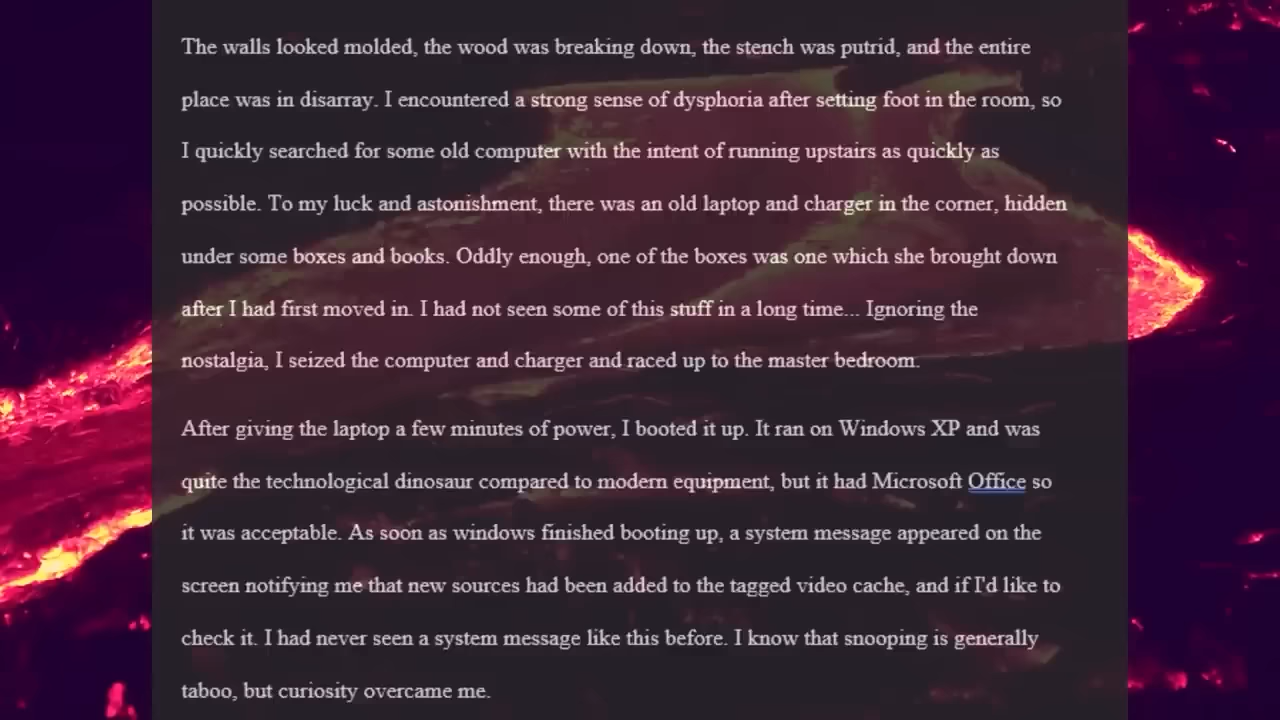 The walls looked molded, the wood was breaking down, the stench was putrid, and the entire
place was in disarray. I encountered a strong sense of dysphoria after setting foot in the room, so
I quickly searched for some old computer with the intent of running upstairs as quickly as
possible. To my luck and astonishment, there was an old laptop and charger in the corner, hidden
under some boxes and books. Oddly enough, one of the boxes was one which she brought down
after I had first moved in. I had not seen some of this stuff in a long time... Ignoring the
nostalgia, I seized the computer and charger and raced up to the master bedroom.
After giving the laptop a few minutes of power, I booted it up. It ran on Windows XP and was
quite the technological dinosaur compared to modern equipment, but it had Microsoft Office so
it was acceptable. As soon as windows finished booting up, a system message appeared on the
screen notifying me that new sources had been added to the tagged video cache, and if I'd like to
check it. I had never seen a system message like this before. I know that snooping is generally
taboo, but curiosity overcame me.